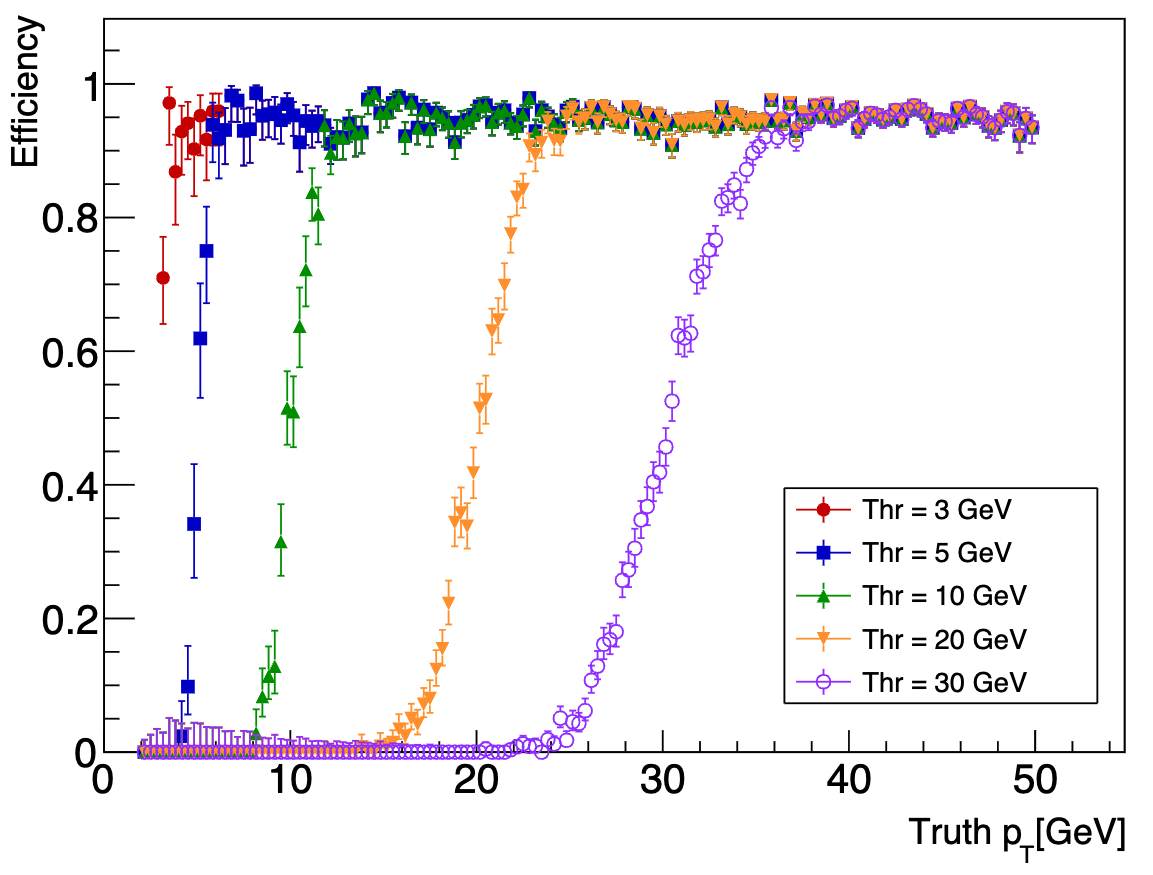 Efficiency
1
0.8
0.6
0.4
0.2
0
0 10 20 30 40 50
Truth pT[GeV]
Thr = 3 GeV
Thr = 5 GeV
Thr = 10 GeV
Thr = 20 GeV
Thr = 30 GeV